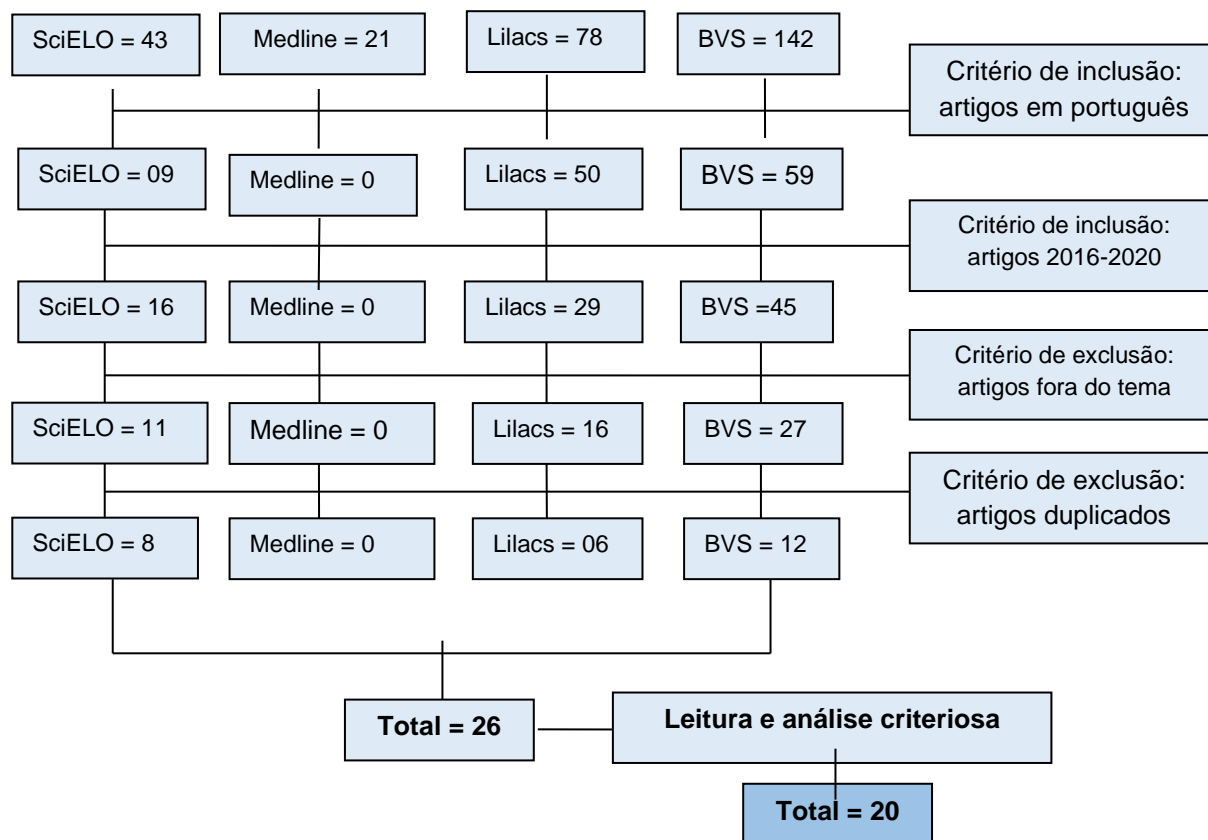 SciELO = 43
Medline = 21
Lilacs = 78
BVS = 142
Critério de inclusão:
artigos em português
SciELO = 09
Medline = 0
Lilacs = 50
BVS = 59
Critério de inclusão:
artigos 2016-2020
SciELO = 16
Medline = 0
Lilacs = 29
BVS =45
Critério de exclusão:
artigos fora do tema
SciELO = 11
Medline = 0
Lilacs = 16
BVS = 27
Critério de exclusão:
artigos duplicados
SciELO = 8
Medline = 0
Lilacs = 06
BVS = 12
Total = 26
Leitura e análise criteriosa
Total = 20